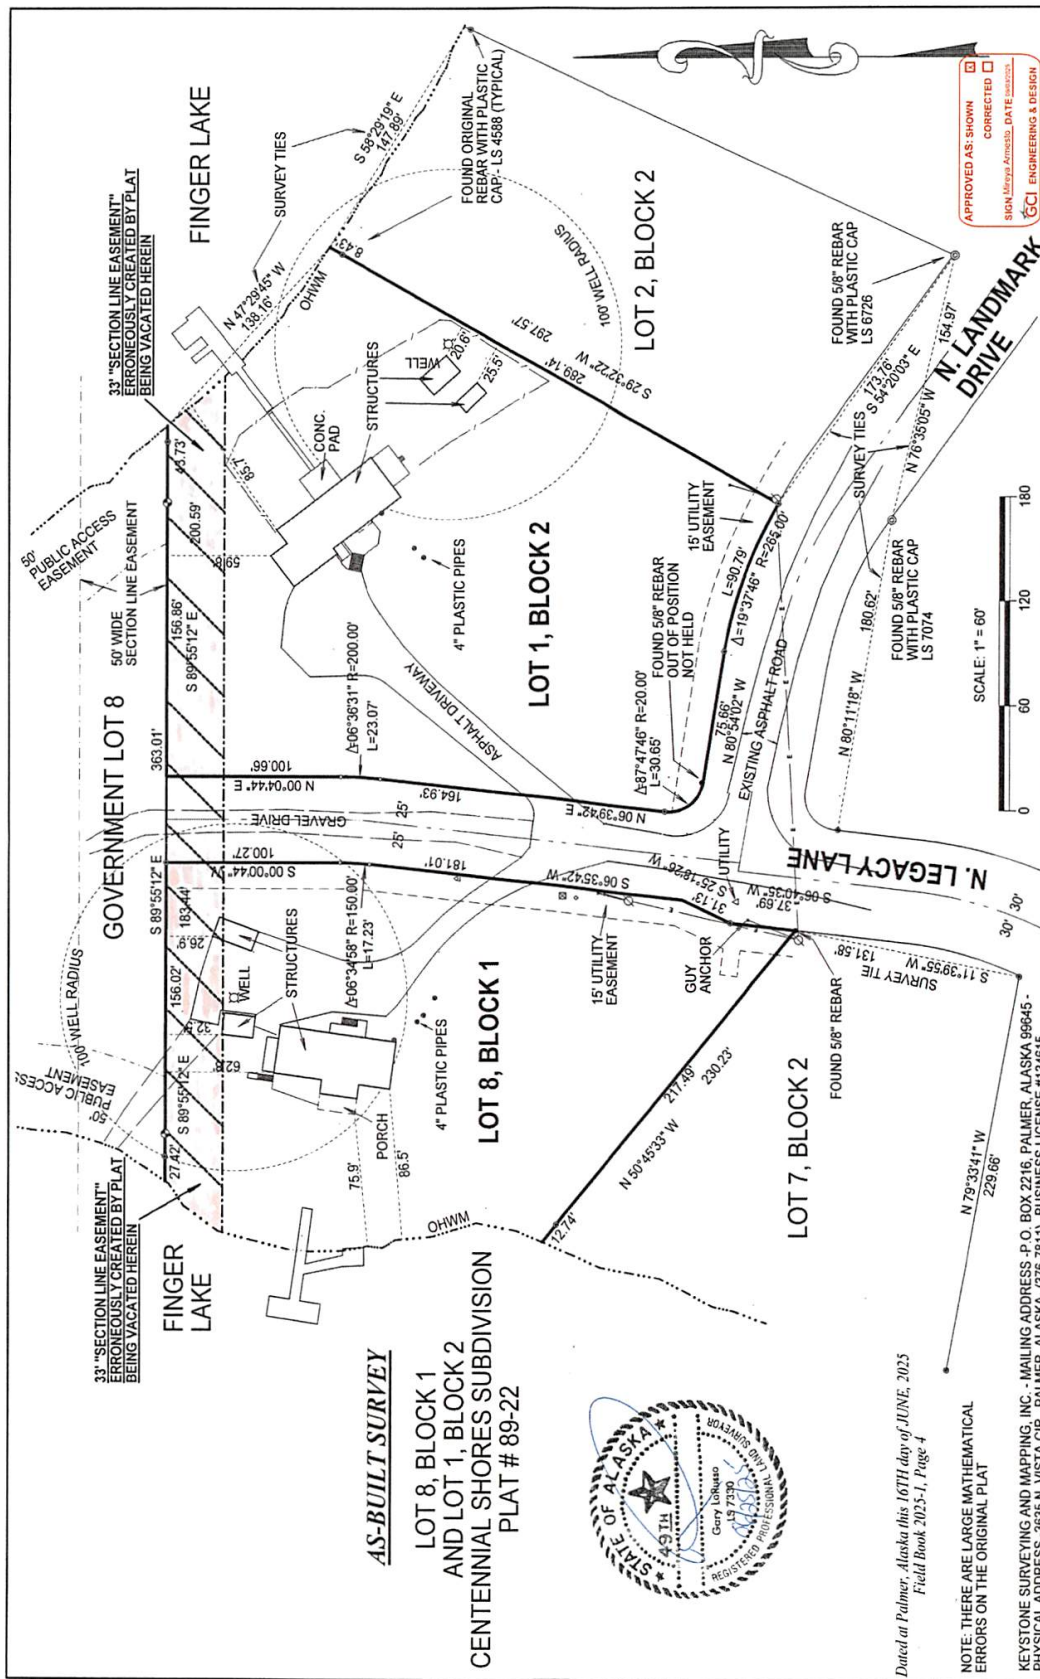 AS-BUILT SURVEY
LOT 8, BLOCK 1
AND LOT 1, BLOCK 2
CENTENNIAL SHORES SUBDIVISION
PLAT # 89-22
33' "SECTION LINE EASEMENT"
ERRONEOUSLY CREATED BY PLAT
BEING VACATED HEREIN
FINGER
LAKE
50'
PUBLIC ACCESS
EASEMENT
100' WELL RADIUS
GOVERNMENT LOT 8
50' WIDE
SECTION LINE EASEMENT
50'
PUBLIC ACCESS
EASEMENT
33' "SECTION LINE EASEMENT"
ERRONEOUSLY CREATED BY PLAT
BEING VACATED HEREIN
FINGER LAKE
27.42'
S 89°55'12" E
156.02'
183.44'
S 89°55'12" E
363.01'
156.86'
S 89°55'12" E
200.59'
43.73'
N 47°29'45" W
138.16'
SURVEY TIES
S 58°29'19" E
147.89'
OHWM
8.43'
FOUND ORIGINAL
REBAR WITH PLASTIC
CAP - LS 4588 (TYPICAL)
62.8'
32.5'
26.9'
WELL
STRUCTURES
PORCH
75.9'
86.5'
OHWM
4" PLASTIC PIPES
LOT 8, BLOCK 1
S 00°00'44" W
100.27'
Δ=06°34'58" R=150.00'
L=17.23'
181.01'
S 06°35'42" W
GRAVEL DRIVE
25'
25'
N 00°04'44" E
100.66'
Δ=06°36'31" R=200.00'
L=23.07'
164.93'
N 06°39'42" E
ASPHALT DRIVEWAY
59.8'
85.7'
CONC.
PAD
STRUCTURES
WELL
20.6'
25.5'
4" PLASTIC PIPES
LOT 1, BLOCK 2
297.57'
289.14'
S 29°32'22" W
100' WELL RADIUS
LOT 2, BLOCK 2
15' UTILITY
EASEMENT
Δ=87°47'46" R=20.00'
L=30.65'
FOUND 5/8" REBAR
OUT OF POSITION
NOT HELD
75.66'
N 80°54'02" W
L=90.79'
Δ=19°37'46" R=265.00'
EXISTING ASPHALT ROAD
15' UTILITY
EASEMENT
UTILITY
S 25°18'26" W
31.13'
S 06°40'35" W
37.69'
GUY
ANCHOR
FOUND 5/8" REBAR
12.74'
N 50°45'33" W
217.49'
230.23'
LOT 7, BLOCK 2
SURVEY TIE
S 11°39'55" W
131.58'
N 79°33'41" W
229.66'
N. LEGACY LANE
30'
30'
N 80°11'18" W
180.62'
FOUND 5/8" REBAR
WITH PLASTIC CAP
LS 7074
SURVEY TIES
N 76°35'05" W
154.97'
173.76'
S 54°20'03" E
FOUND 5/8" REBAR
WITH PLASTIC CAP
LS 6726
N. LANDMARK
DRIVE
SCALE: 1" = 60'
0
60
120
180
STATE OF ALASKA
49TH
Gary LoRusso
LS 7330
REGISTERED PROFESSIONAL LAND SURVEYOR
Dated at Palmer, Alaska this 16TH day of JUNE, 2025
Field Book 2025-1, Page 4
NOTE: THERE ARE LARGE MATHEMATICAL
ERRORS ON THE ORIGINAL PLAT
KEYSTONE SURVEYING AND MAPPING, INC. - MAILING ADDRESS - P.O. BOX 2216, PALMER, ALASKA 99645 -
APPROVED AS: SHOWN
CORRECTED
SIGN Mireya Armesto DATE
GCI ENGINEERING & DESIGN